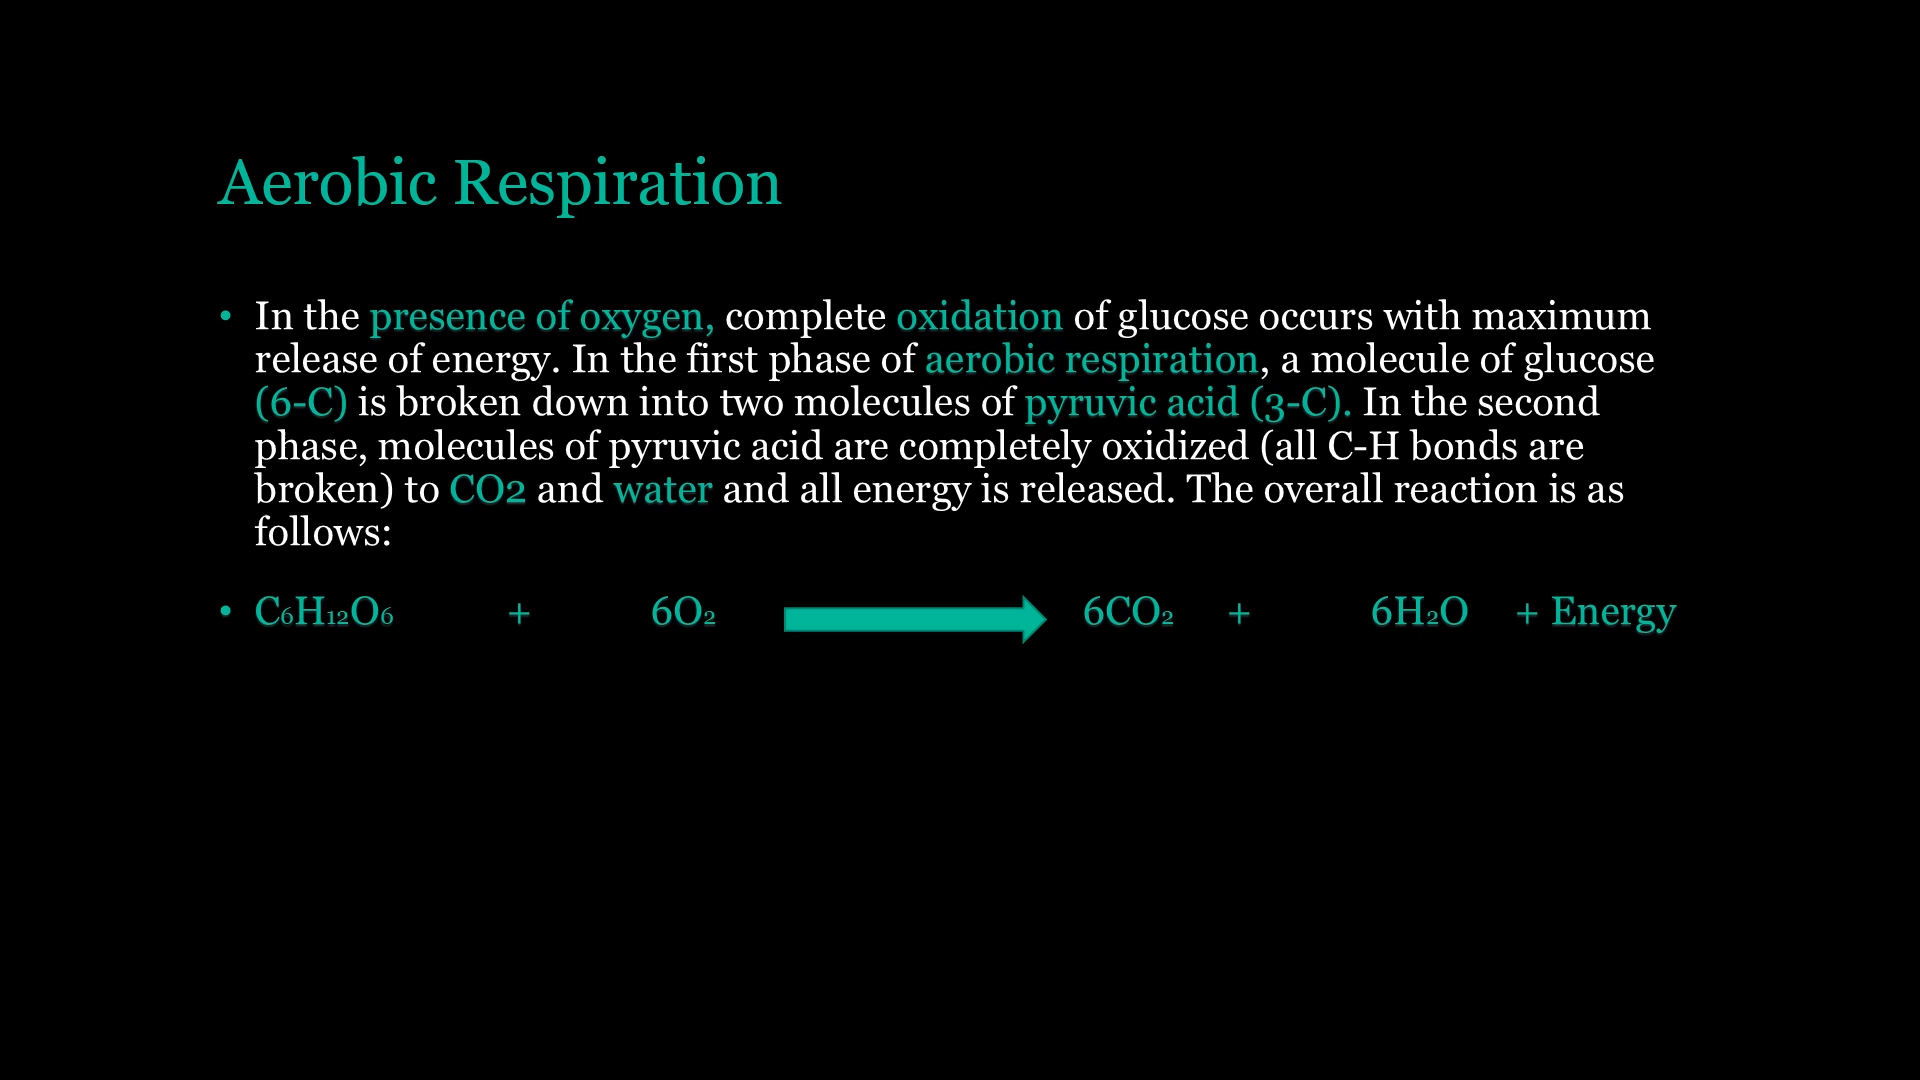 Aerobic Respiration
• In the presence of oxygen, complete oxidation of glucose occurs with maximum
release of energy. In the first phase of aerobic respiration, a molecule of glucose
(6-C) is broken down into two molecules of pyruvic acid (3-C). In the second
phase, molecules of pyruvic acid are completely oxidized (all C-H bonds are
broken) to CO2 and water and all energy is released. The overall reaction is as
follows:
• C₆H₁₂O₆ + 6O₂ 6CO₂ + 6H₂O + Energy